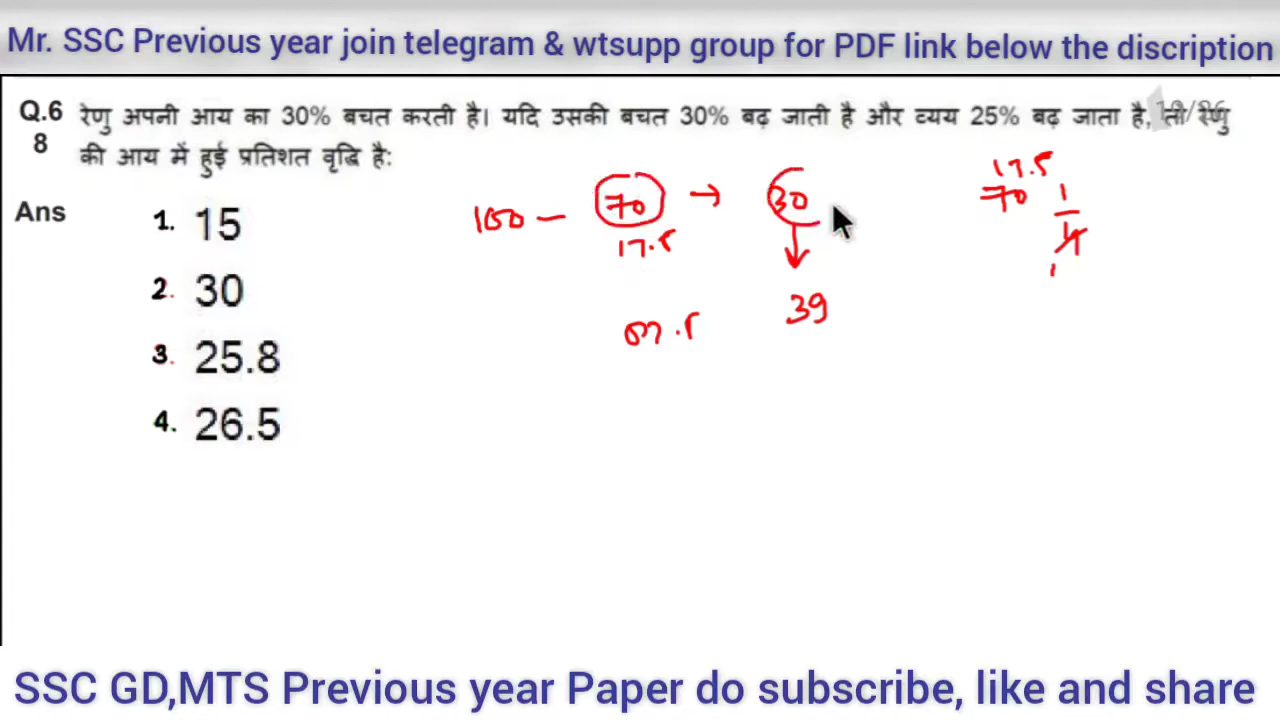 Mr. SSC Previous year join telegram & wtsupp group for PDF link below the discription
Q.6 रेणु अपनी आय का 30% बचत करती है। यदि उसकी बचत 30% बढ़ जाती है और व्यय 25% बढ़ जाता है, तो रेणु
8 की आय में हुई प्रतिशत वृद्धि है:
Ans 1. 15
2. 30
3. 25.8
4. 26.5
100 – 70 → 30
17.5
39
87.5
17.5
70
1
4
1
SSC GD,MTS Previous year Paper do subscribe, like and share